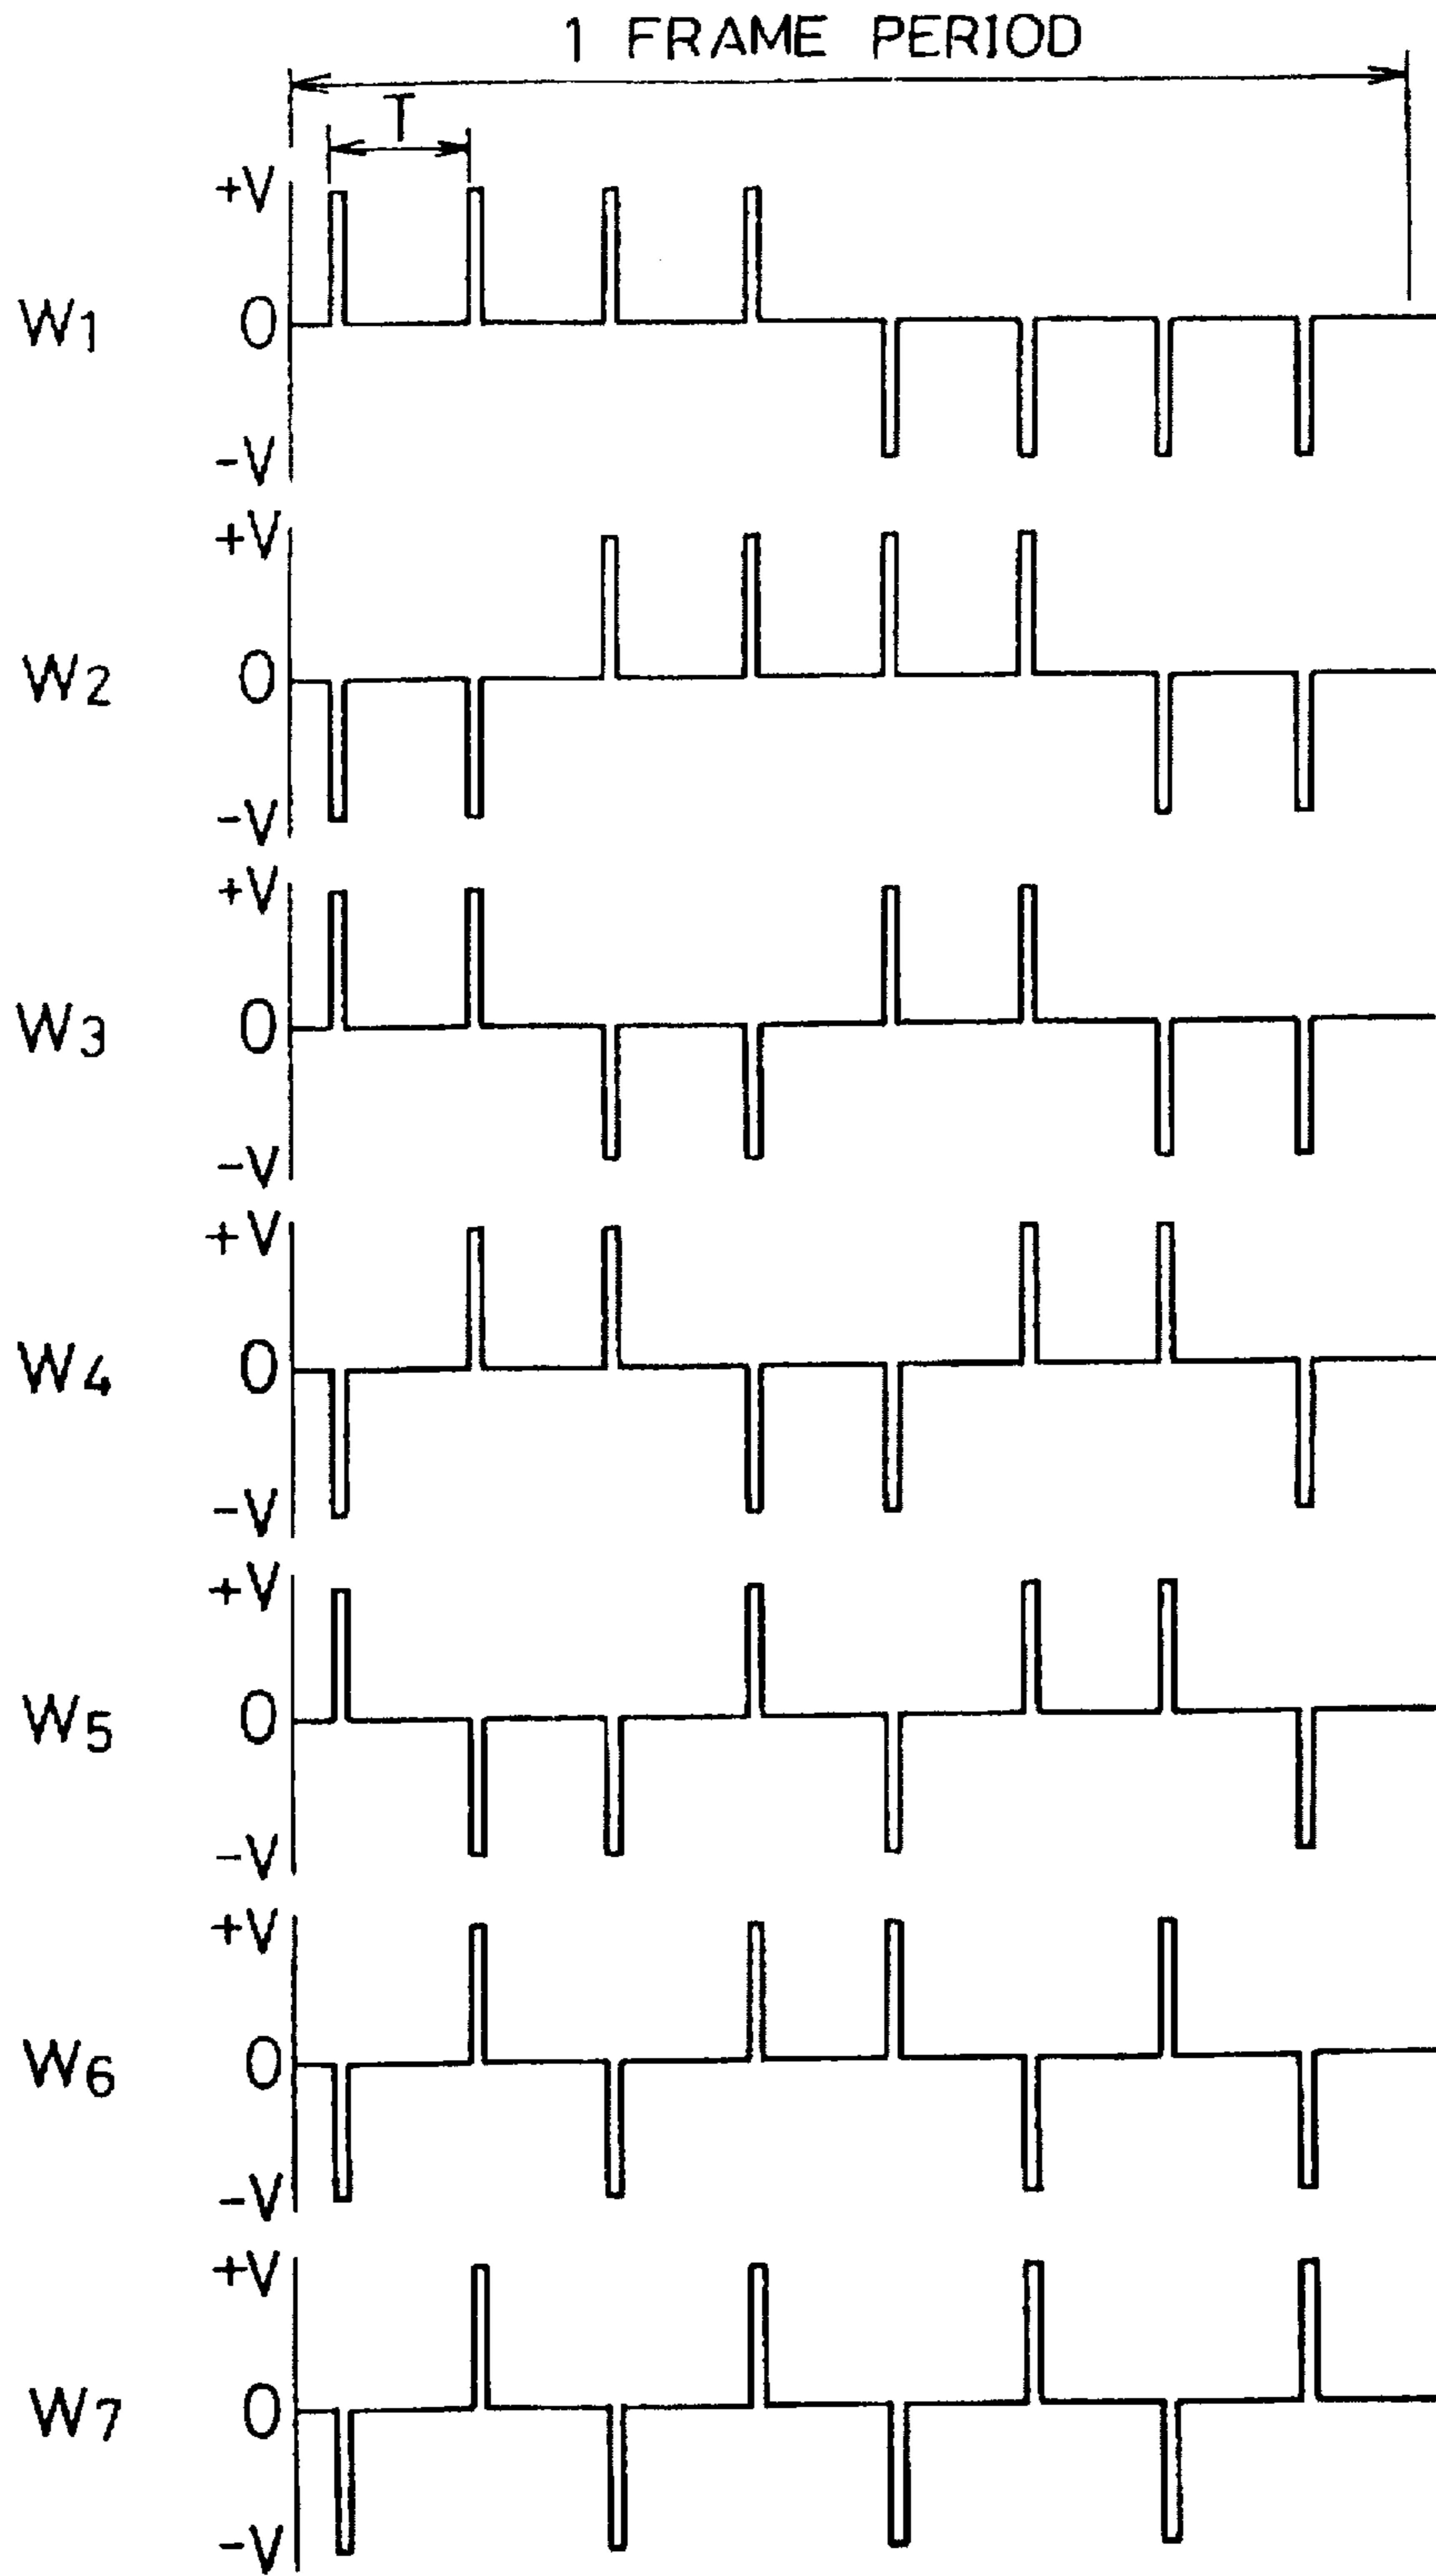 1 FRAME PERIOD
T
+V
W1 0
-V
+V
W2 0
-V
+V
W3 0
-V
+V
W4 0
-V
+V
W5 0
-V
+V
W6 0
-V
+V
W7 0
-V